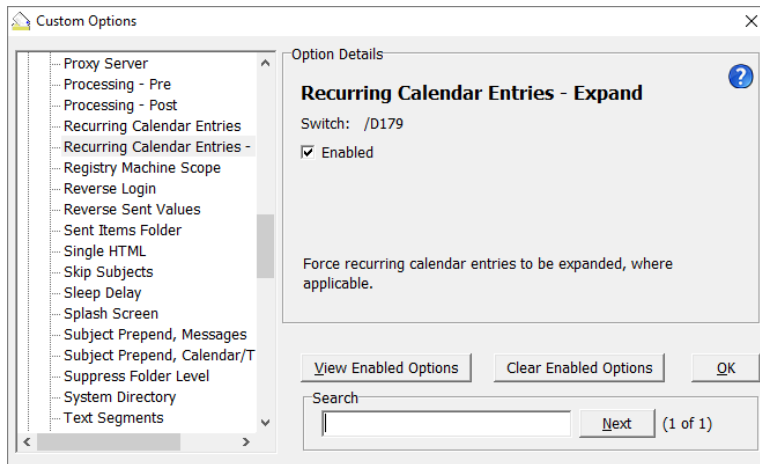 Custom Options
Proxy Server
Processing - Pre
Processing - Post
Recurring Calendar Entries
Recurring Calendar Entries -
Registry Machine Scope
Reverse Login
Reverse Sent Values
Sent Items Folder
Single HTML
Skip Subjects
Sleep Delay
Splash Screen
Subject Prepend, Messages
Subject Prepend, Calendar/T
Suppress Folder Level
System Directory
Text Segments
Option Details
?
Recurring Calendar Entries - Expand
Switch: /D179
Enabled
Force recurring calendar entries to be expanded, where
applicable.
View Enabled Options
Clear Enabled Options
OK
Search
Next
(1 of 1)